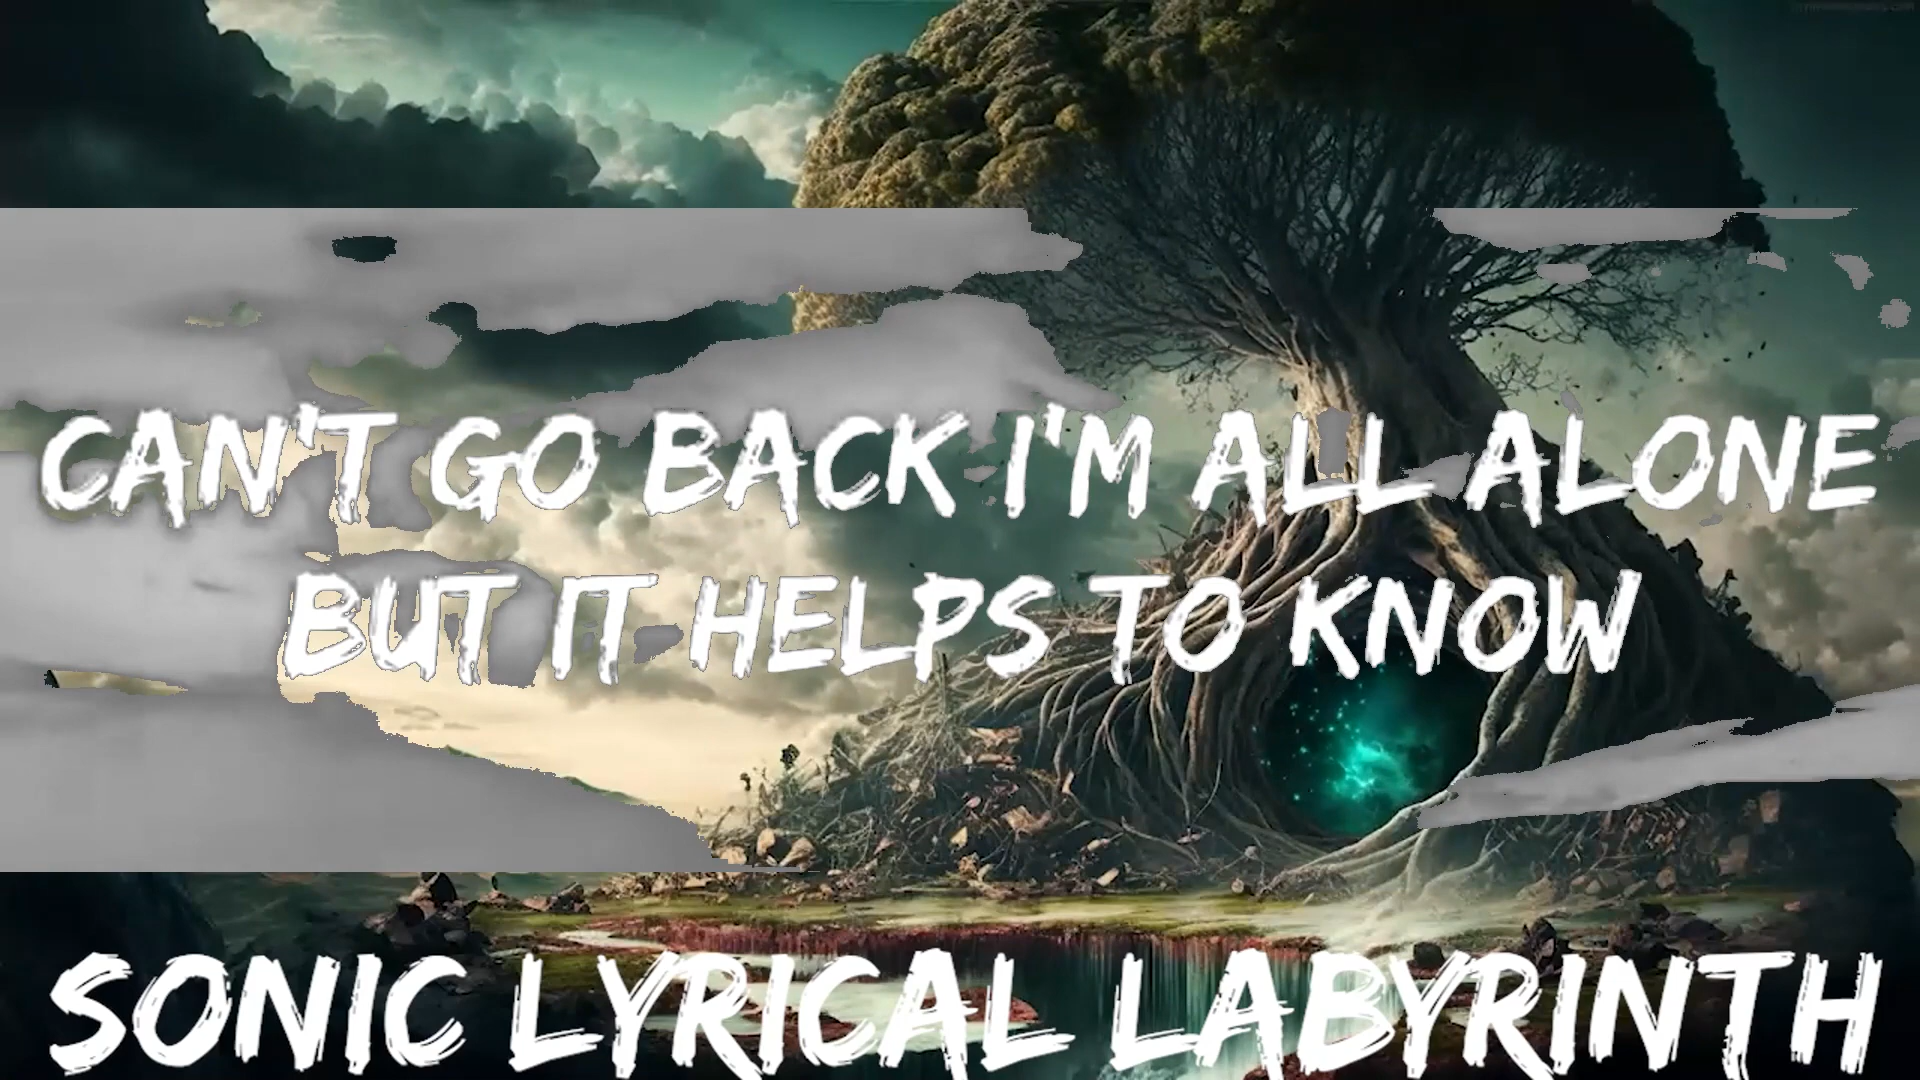 CAN'T GO BACK I'M ALL ALONE
BUT IT HELPS TO KNOW
SONIC LYRICAL LABYRINTH